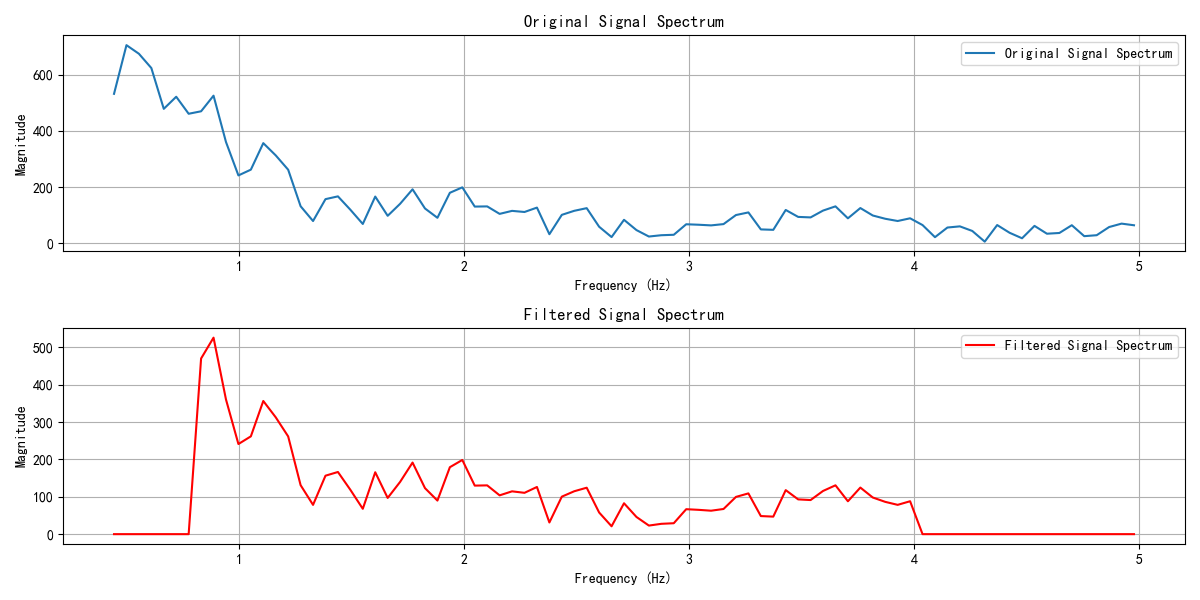 Original Signal Spectrum
Original Signal Spectrum
Magnitude
600
400
200
0
1 2 3 4 5
Frequency (Hz)
Filtered Signal Spectrum
Filtered Signal Spectrum
Magnitude
500
400
300
200
100
0
1 2 3 4 5
Frequency (Hz)